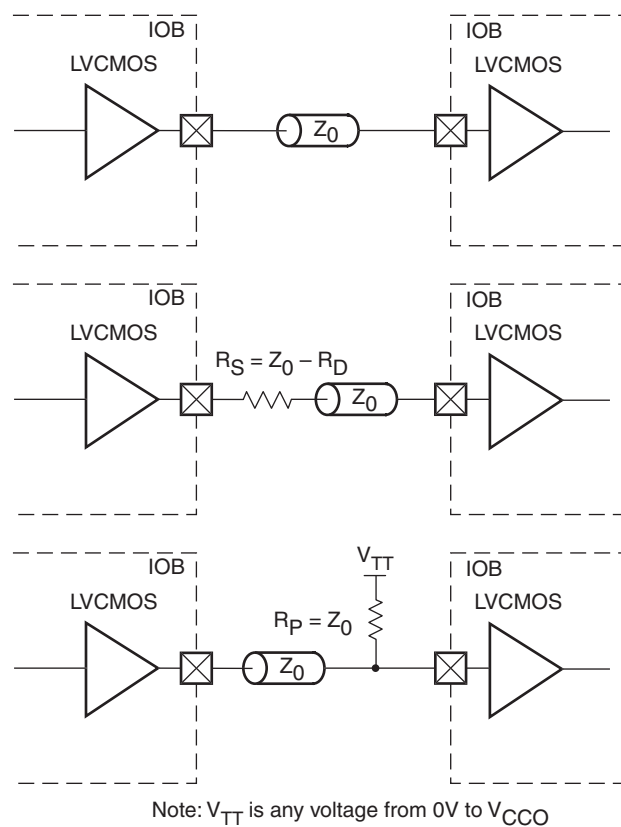 IOB IOB
LVCMOS LVCMOS
Z0
IOB IOB
LVCMOS LVCMOS
RS = Z0 – RD
Z0
IOB VTT IOB
LVCMOS LVCMOS
RP = Z0
Z0
Note: VTT is any voltage from 0V to VCCO